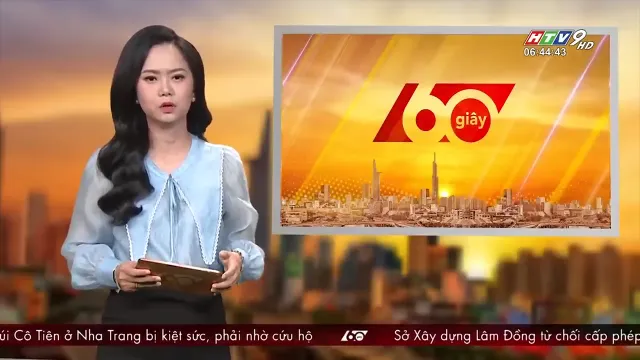 HTV9 HD
06:44:43
60 giây
úi Cô Tiên ở Nha Trang bị kiệt sức, phải nhờ cứu hộ 60 Sở Xây dựng Lâm Đồng từ chối cấp phép